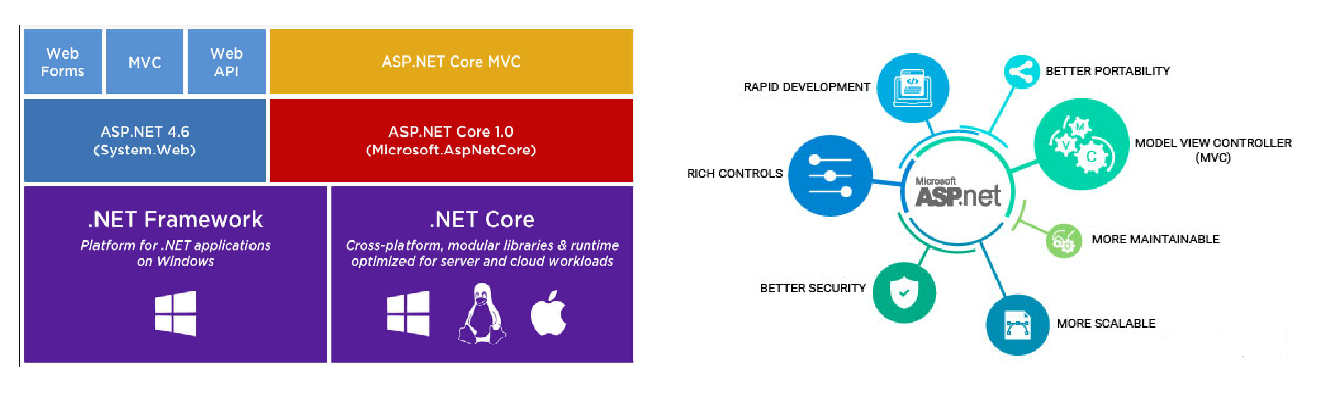 Web
Forms
MVC
Web
API
ASP.NET Core MVC
ASP.NET 4.6
(System.Web)
ASP.NET Core 1.0
(Microsoft.AspNetCore)
.NET Framework
Platform for .NET applications
on Windows
.NET Core
Cross-platform, modular libraries & runtime
optimized for server and cloud workloads
RAPID DEVELOPMENT
</>
BETTER PORTABILITY
M
V
C
MODEL VIEW CONTROLLER
(MVC)
RICH CONTROLS
Microsoft
ASP.net
MORE MAINTAINABLE
BETTER SECURITY
MORE SCALABLE